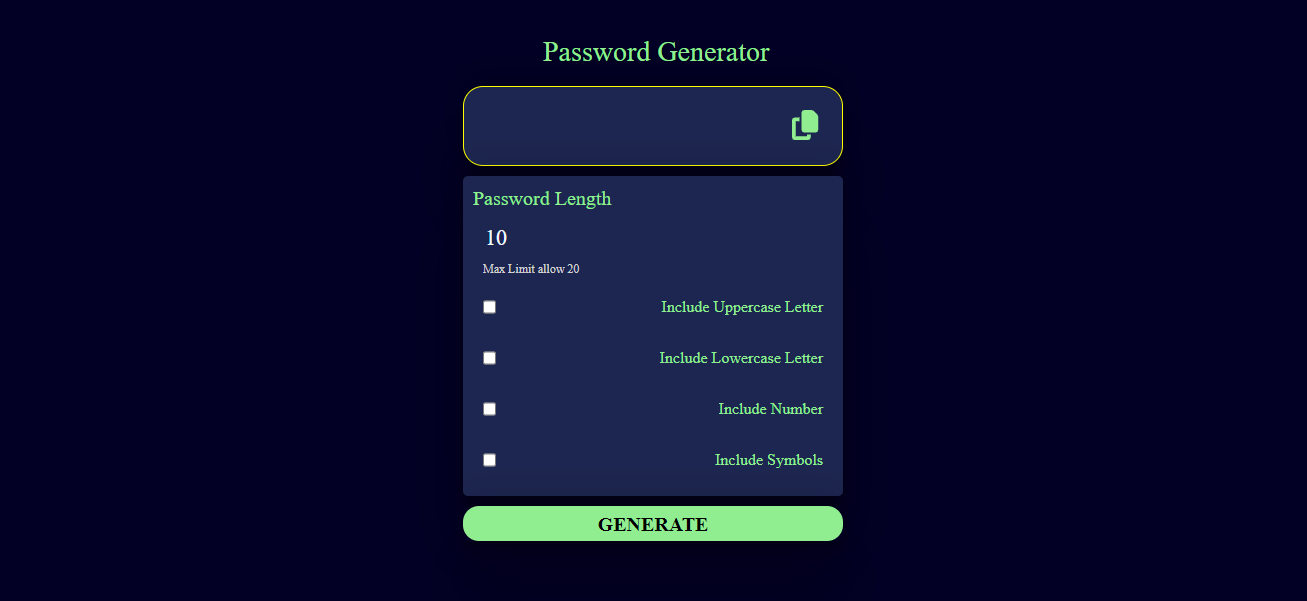 Password Generator
Password Length
10
Max Limit allow 20
Include Uppercase Letter
Include Lowercase Letter
Include Number
Include Symbols
GENERATE